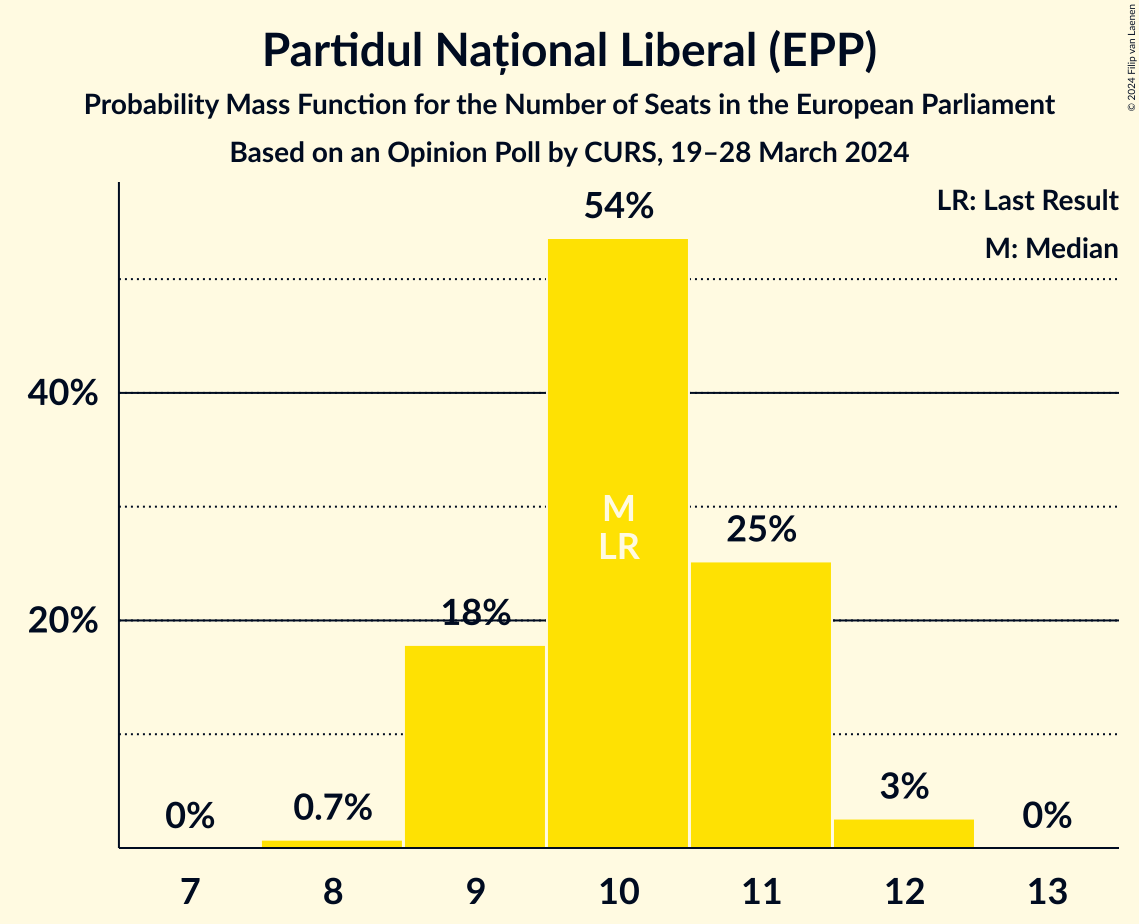 Partidul Național Liberal (EPP)
Probability Mass Function for the Number of Seats in the European Parliament
Based on an Opinion Poll by CURS, 19–28 March 2024
© 2024 Filip van Laenen
LR: Last Result
M: Median
54%
40%
M
LR
25%
18%
20%
0%
0.7%
3%
0%
7
8
9
10
11
12
13